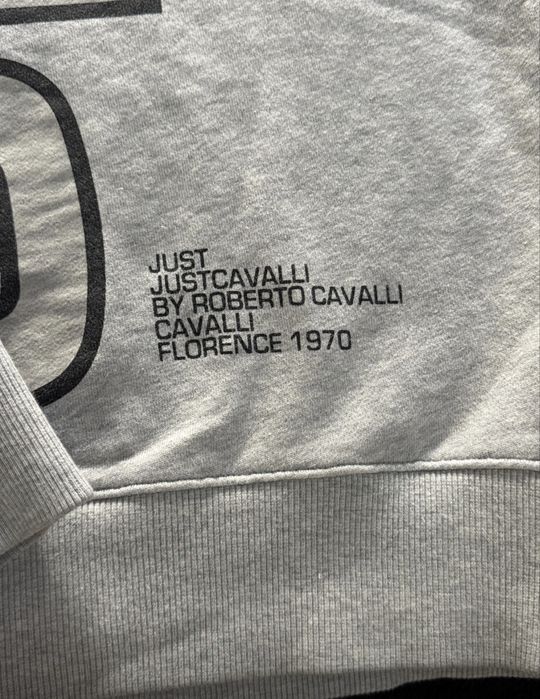 JUST
JUSTCAVALLI
BY ROBERTO CAVALLI
CAVALLI
FLORENCE 1970